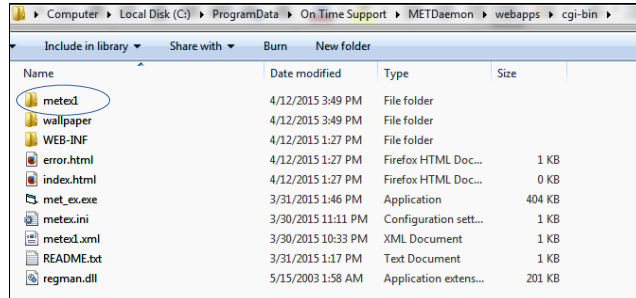 Computer Local Disk (C:) ProgramData On Time Support METDaemon webapps cgi-bin
Include in library Share with Burn New folder
Name Date modified Type Size
metex1 4/12/2015 3:49 PM File folder
wallpaper 4/12/2015 3:49 PM File folder
WEB-INF 4/12/2015 1:27 PM File folder
error.html 4/12/2015 1:27 PM Firefox HTML Doc... 1 KB
index.html 4/12/2015 1:27 PM Firefox HTML Doc... 0 KB
met_ex.exe 3/31/2015 1:46 PM Application 404 KB
metex.ini 3/30/2015 11:11 PM Configuration sett... 1 KB
metex1.xml 3/30/2015 10:33 PM XML Document 1 KB
README.txt 3/31/2015 1:17 PM Text Document 1 KB
regman.dll 5/15/2003 1:58 AM Application extens... 201 KB